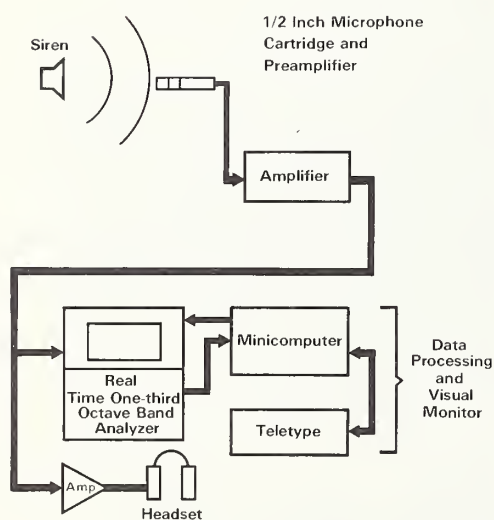 1/2 Inch Microphone
Cartridge and
Preamplifier
Siren
Amplifier
Minicomputer
Data
Processing
and
Visual
Monitor
Real
Time One-third
Octave Band
Analyzer
Teletype
Amp
Headset